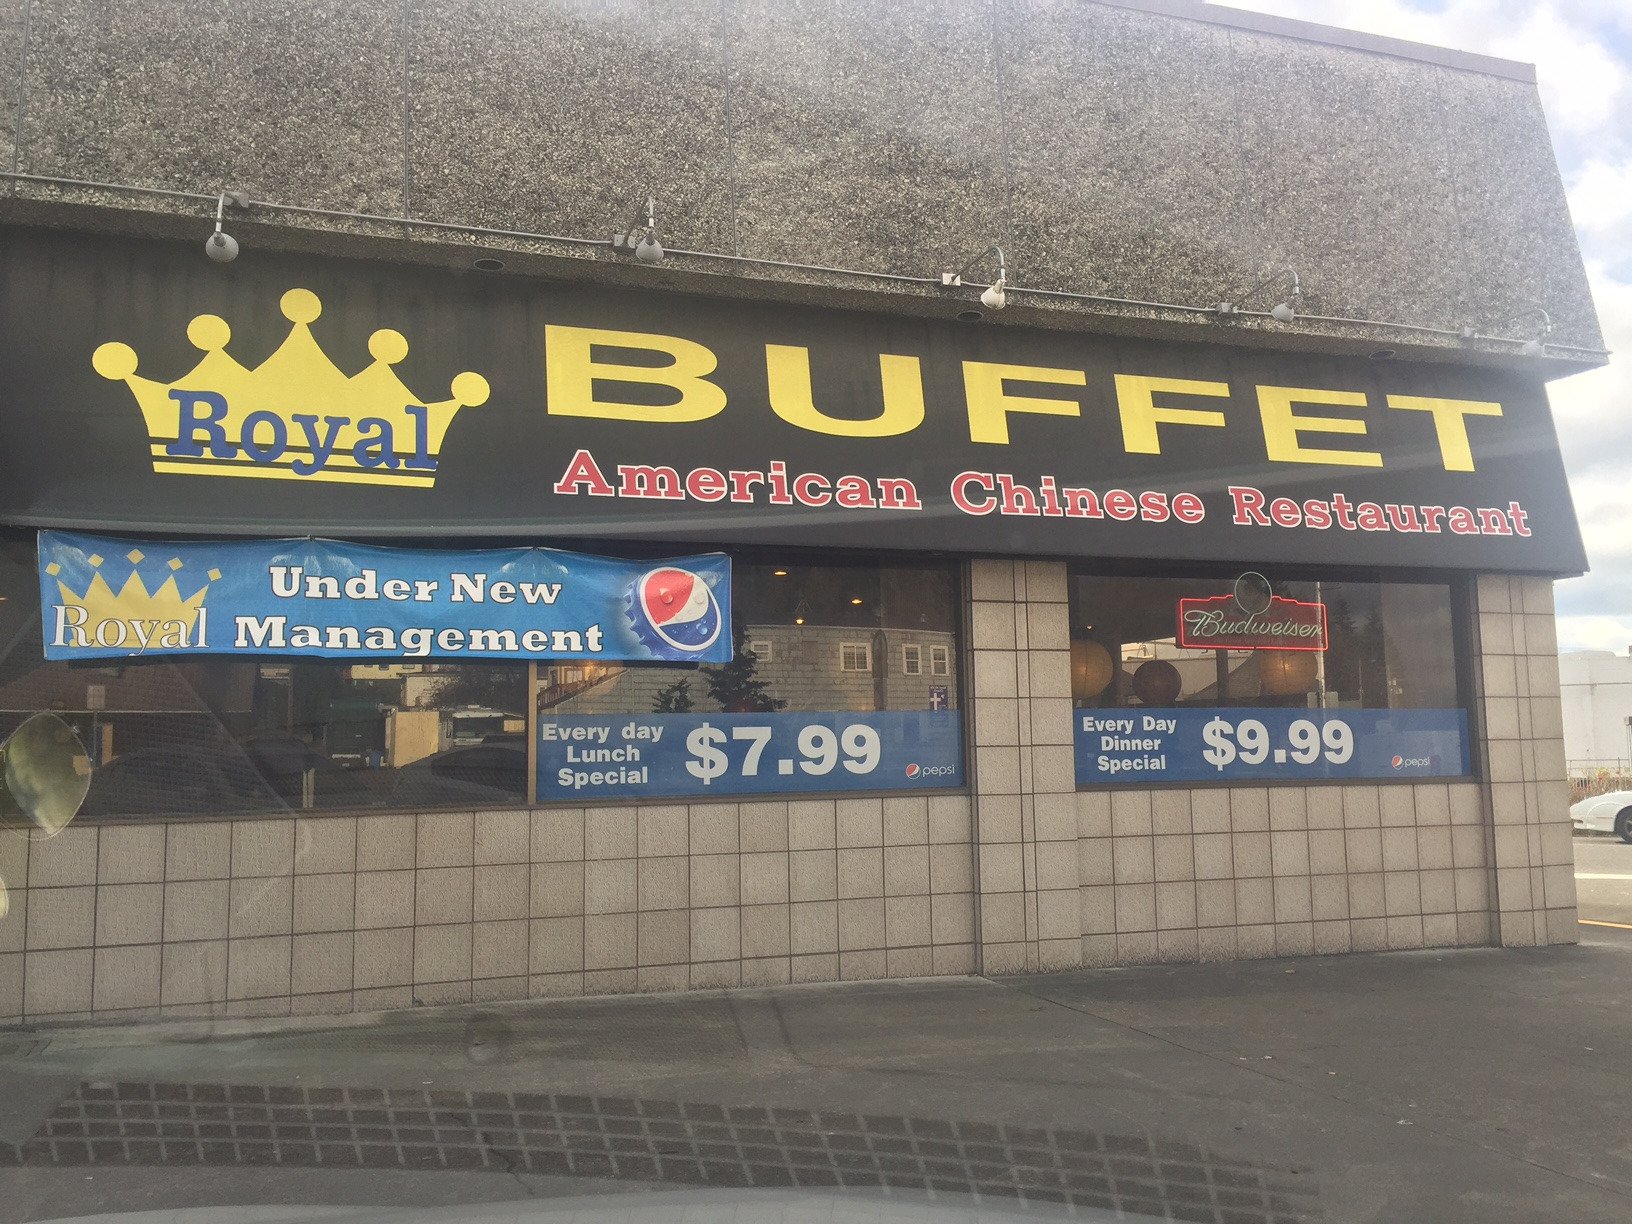 Royal
BUFFET
American Chinese Restaurant
Royal
Under New
Management
Budweiser
Every day
Lunch
Special
$7.99
pepsi
Every Day
Dinner
Special
$9.99
pepsi